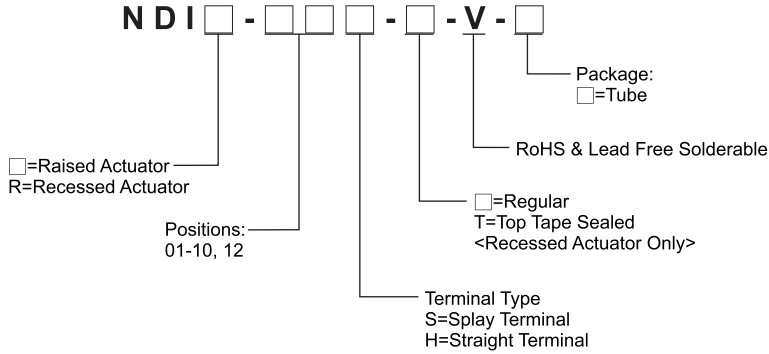 NDI□-□□□-□-V-□
Package:
□=Tube
RoHS & Lead Free Solderable
□=Raised Actuator
R=Recessed Actuator
□=Regular
T=Top Tape Sealed
<Recessed Actuator Only>
Positions:
01-10, 12
Terminal Type
S=Splay Terminal
H=Straight Terminal